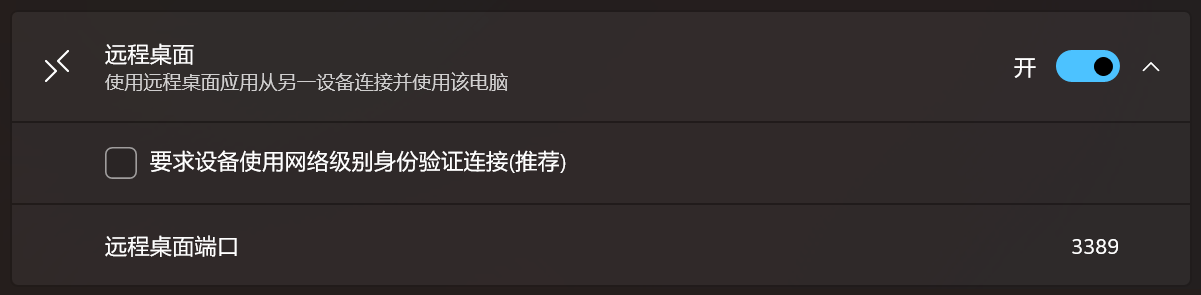 远程桌面
使用远程桌面应用从另一设备连接并使用该电脑
开
要求设备使用网络级别身份验证连接(推荐)
远程桌面端口
3389